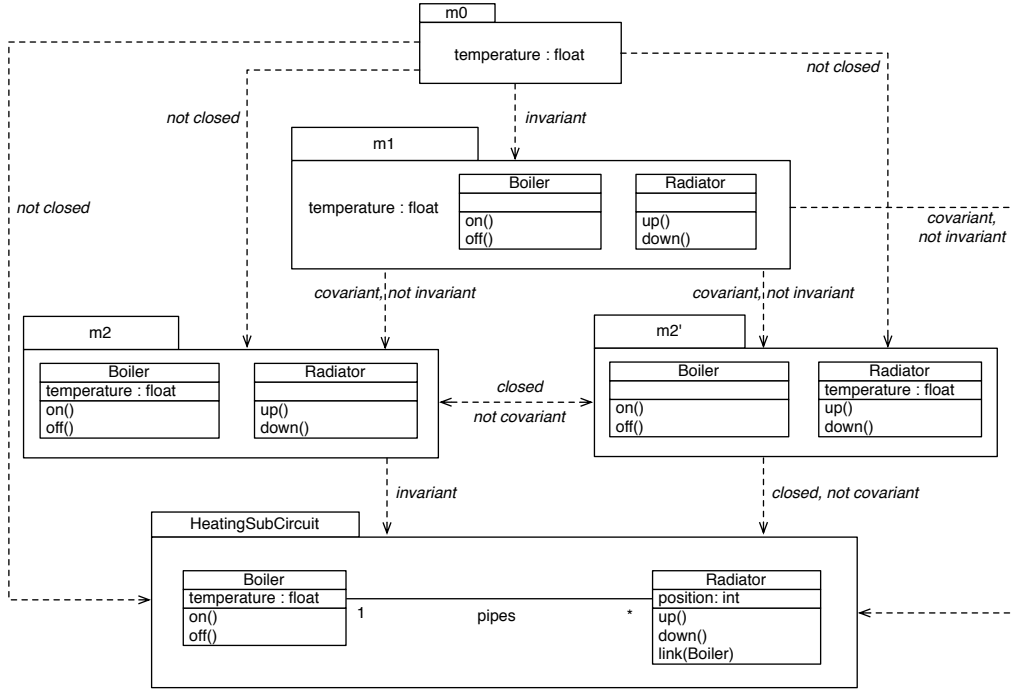 m0
temperature : float
not closed
not closed
invariant
m1
not closed
temperature : float
Boiler
on()
off()
Radiator
up()
down()
covariant,
not invariant
covariant, not invariant
covariant, not invariant
m2
Boiler
temperature : float
on()
off()
Radiator
up()
down()
closed
not covariant
m2'
Boiler
on()
off()
Radiator
temperature : float
up()
down()
invariant
closed, not covariant
HeatingSubCircuit
Boiler
temperature : float
on()
off()
1
pipes
*
Radiator
position: int
up()
down()
link(Boiler)